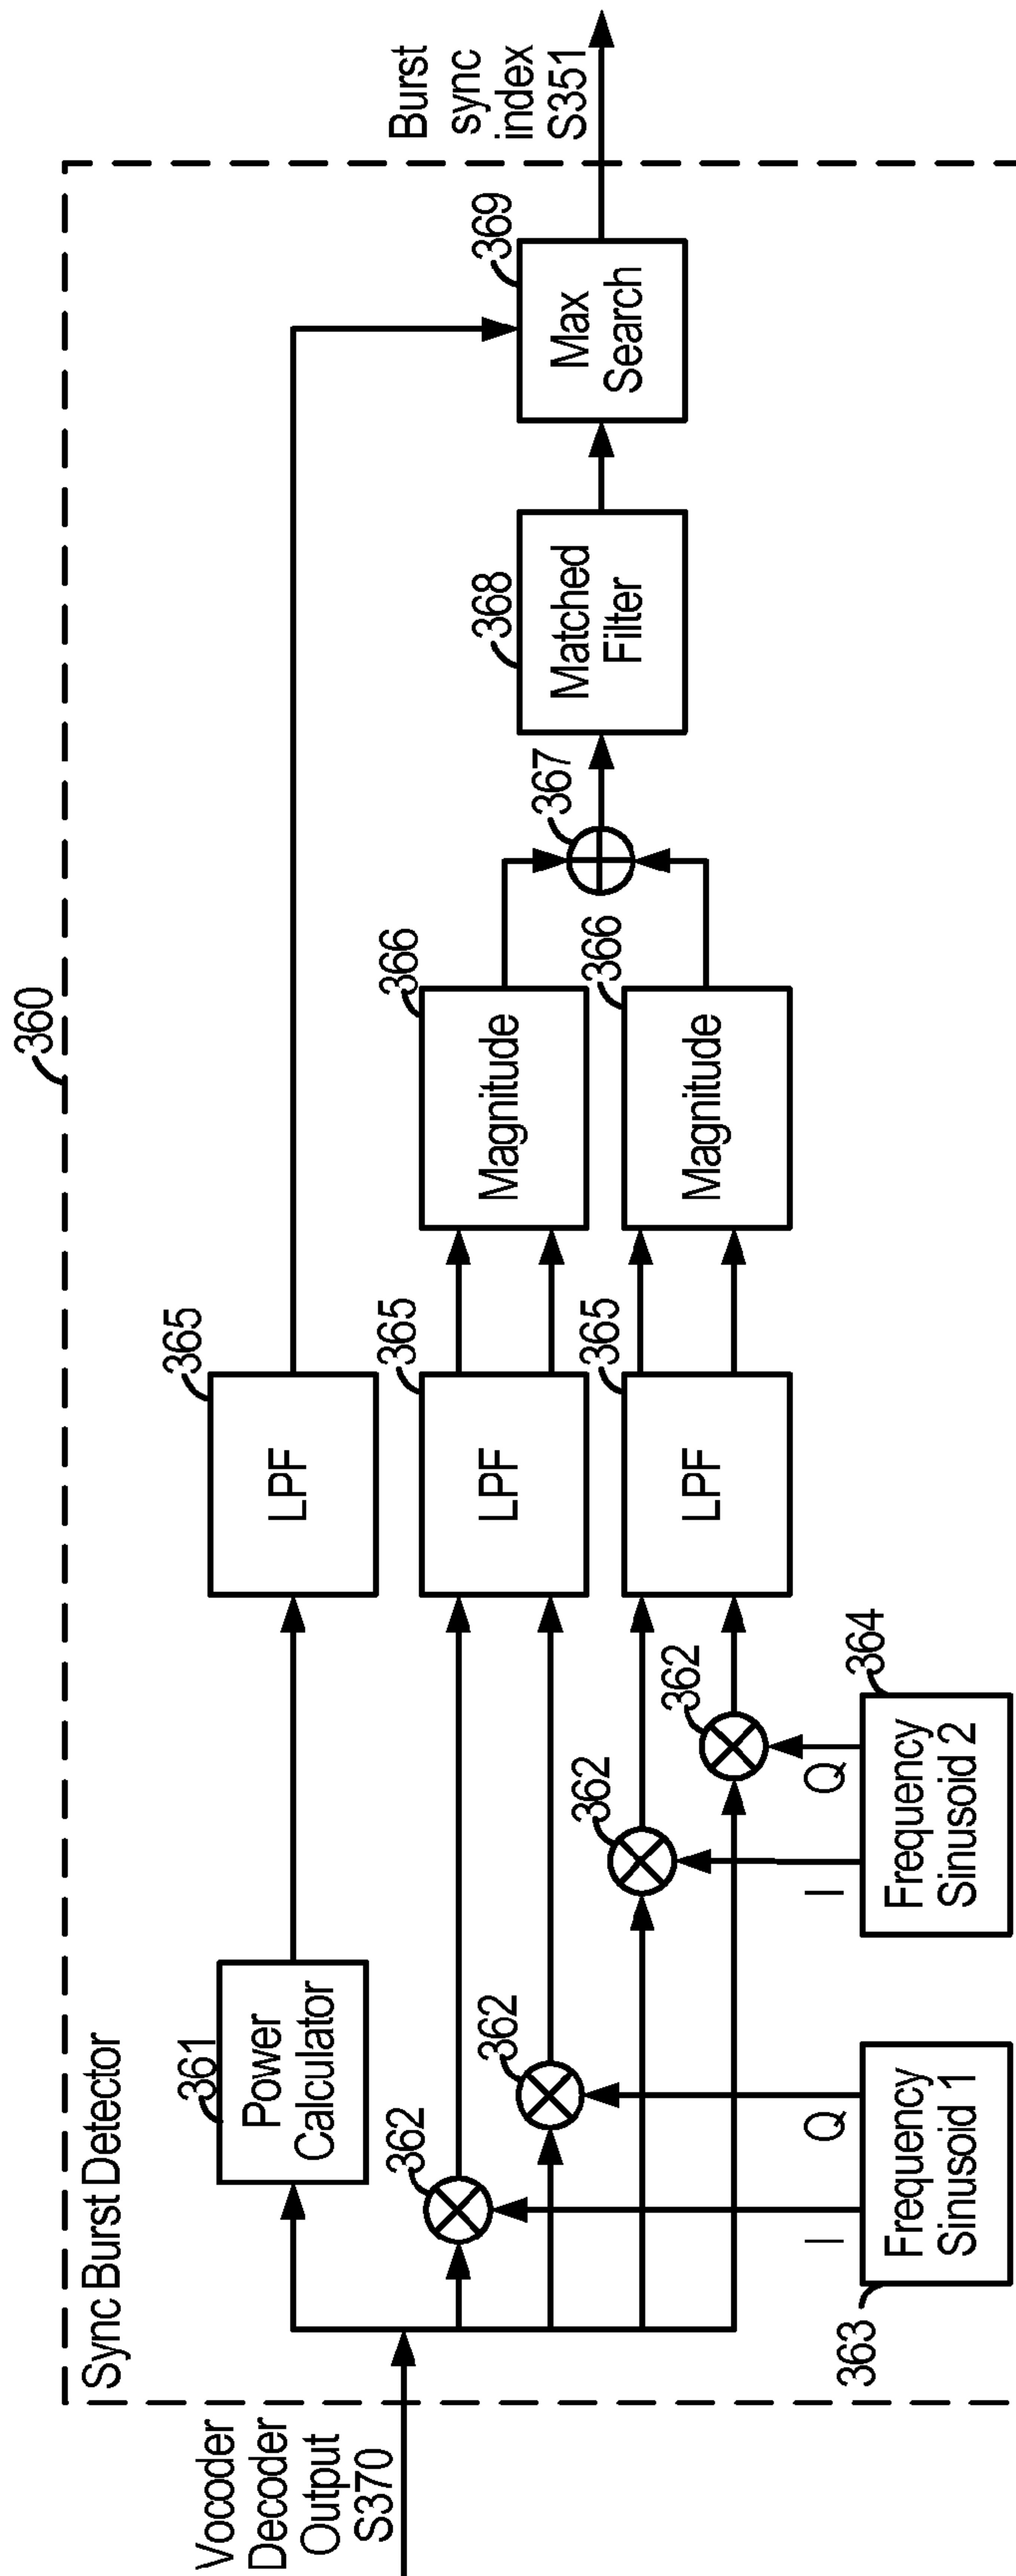 360
Sync Burst Detector
Vocoder
Decoder
Output
S370
361
Power
Calculator
365
LPF
362
362
365
LPF
366
Magnitude
362
362
365
LPF
366
Magnitude
367
368
Matched
Filter
369
Max
Search
Burst
sync
index
S351
I
Q
I
Q
363
Frequency
Sinusoid 1
364
Frequency
Sinusoid 2